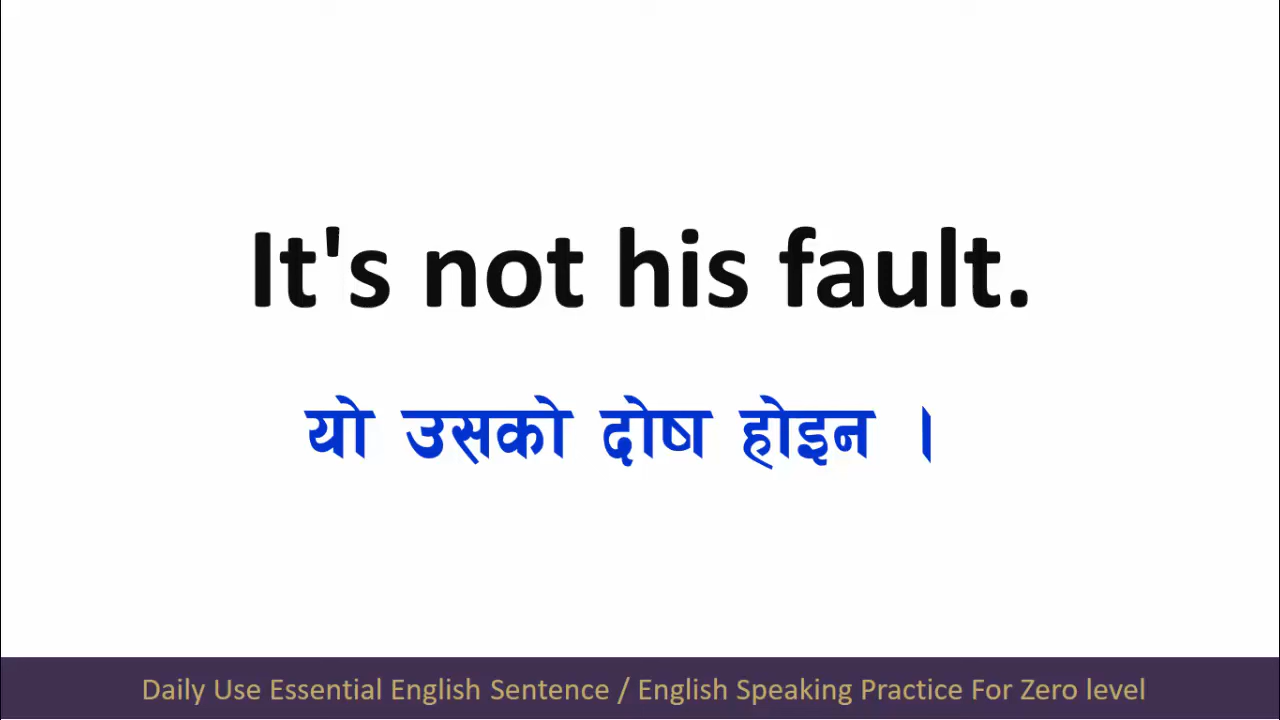 It's not his fault.
यो उसको दोष होइन ।
Daily Use Essential English Sentence / English Speaking Practice For Zero level